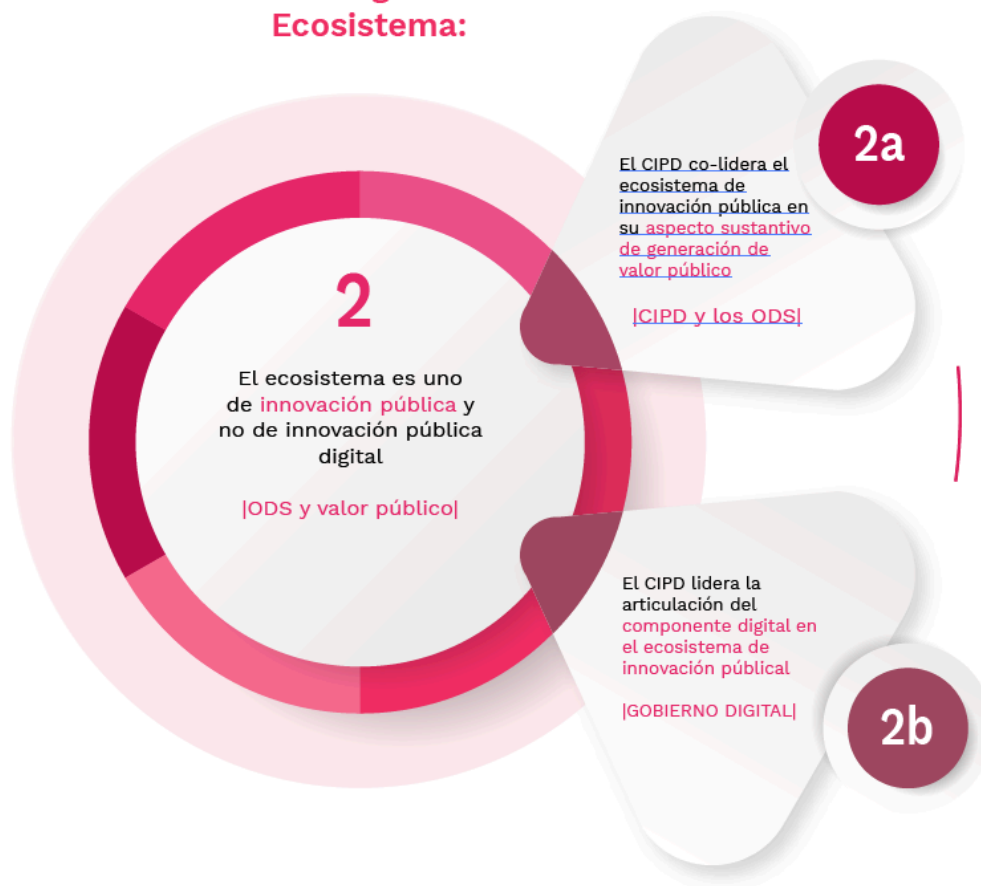 Ecosistema:
2
El ecosistema es uno
de innovación pública y
no de innovación pública
digital
|ODS y valor público|
2a
El CIPD co-lidera el
ecosistema de
innovación pública en
su aspecto sustantivo
de generación de
valor público
|CIPD y los ODS|
El CIPD lidera la
articulación del
componente digital en
el ecosistema de
innovación públical
|GOBIERNO DIGITAL|
2b